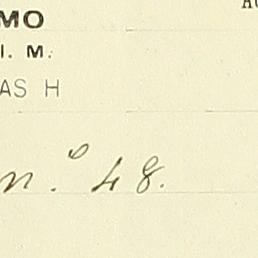 MO
I. M.
AS H
n.º 48.